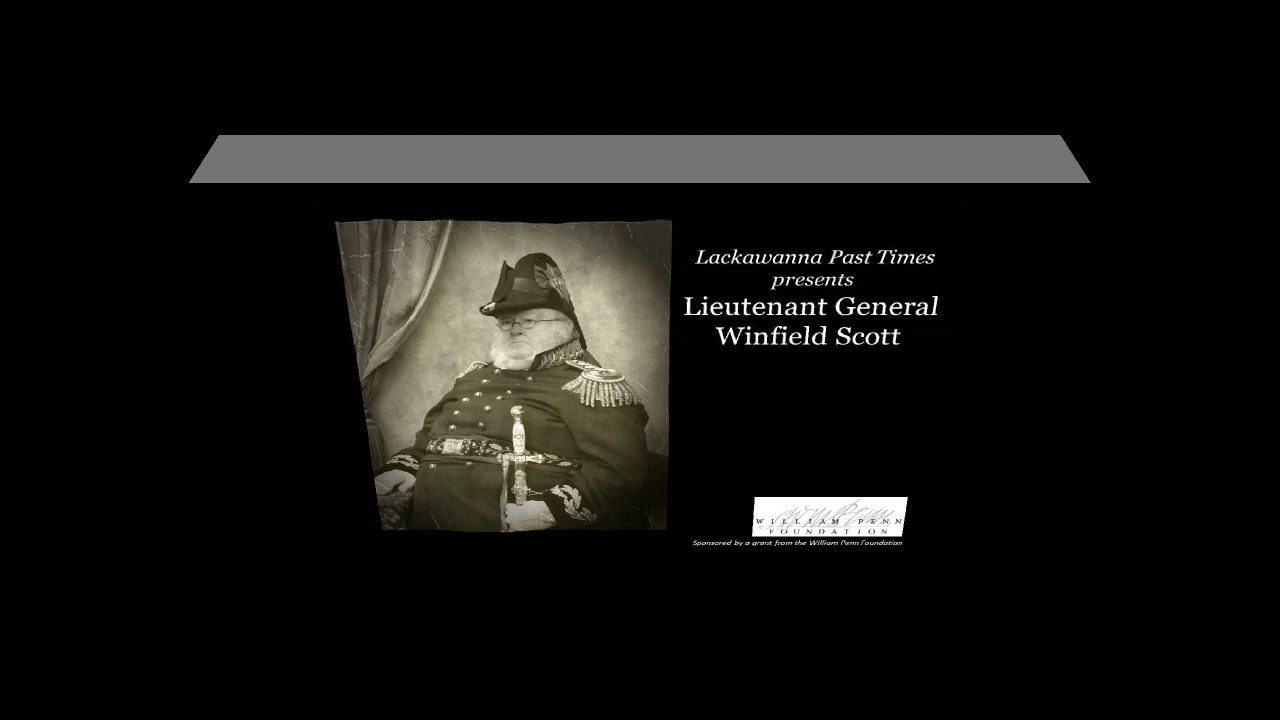 Lackawanna Past Times
presents
Lieutenant General
Winfield Scott
WILLIAM PENN
FOUNDATION
Sponsored by a grant from the William Penn Foundation